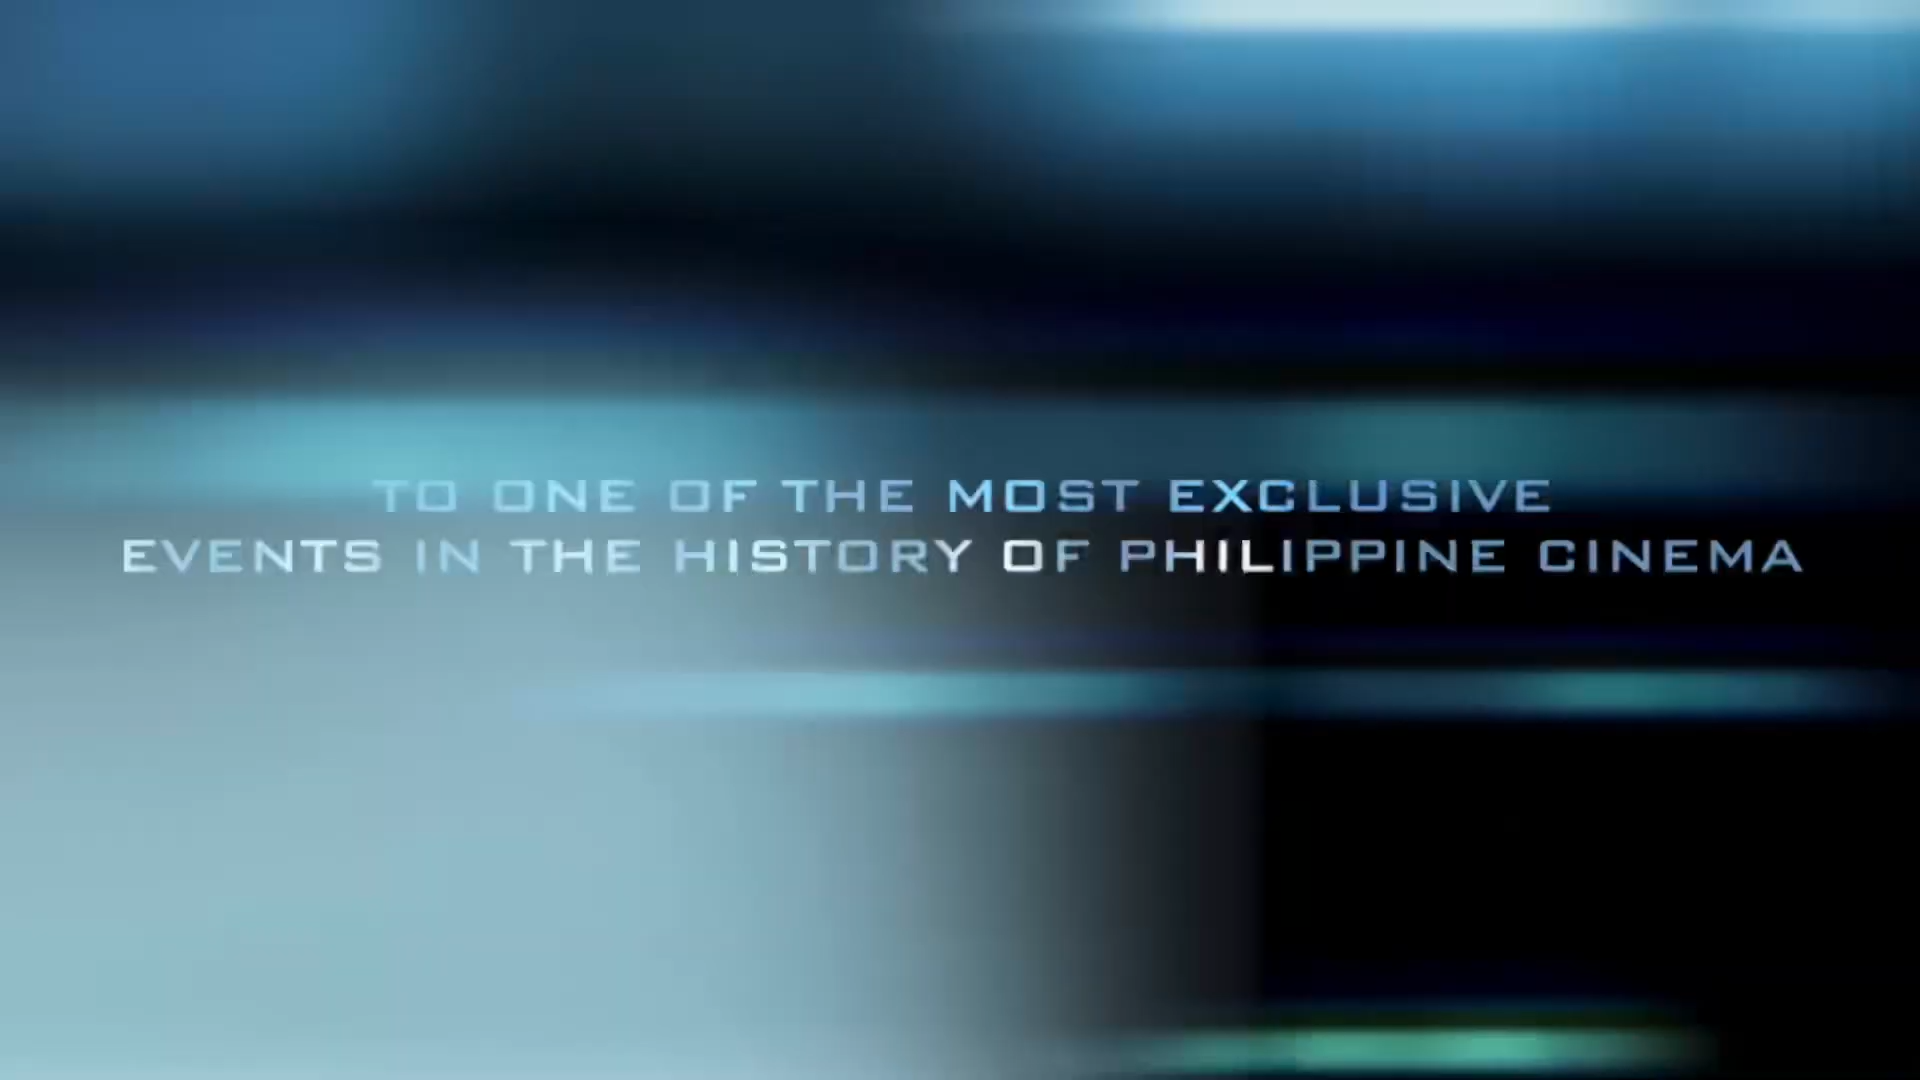 TO ONE OF THE MOST EXCLUSIVE
EVENTS IN THE HISTORY OF PHILIPPINE CINEMA